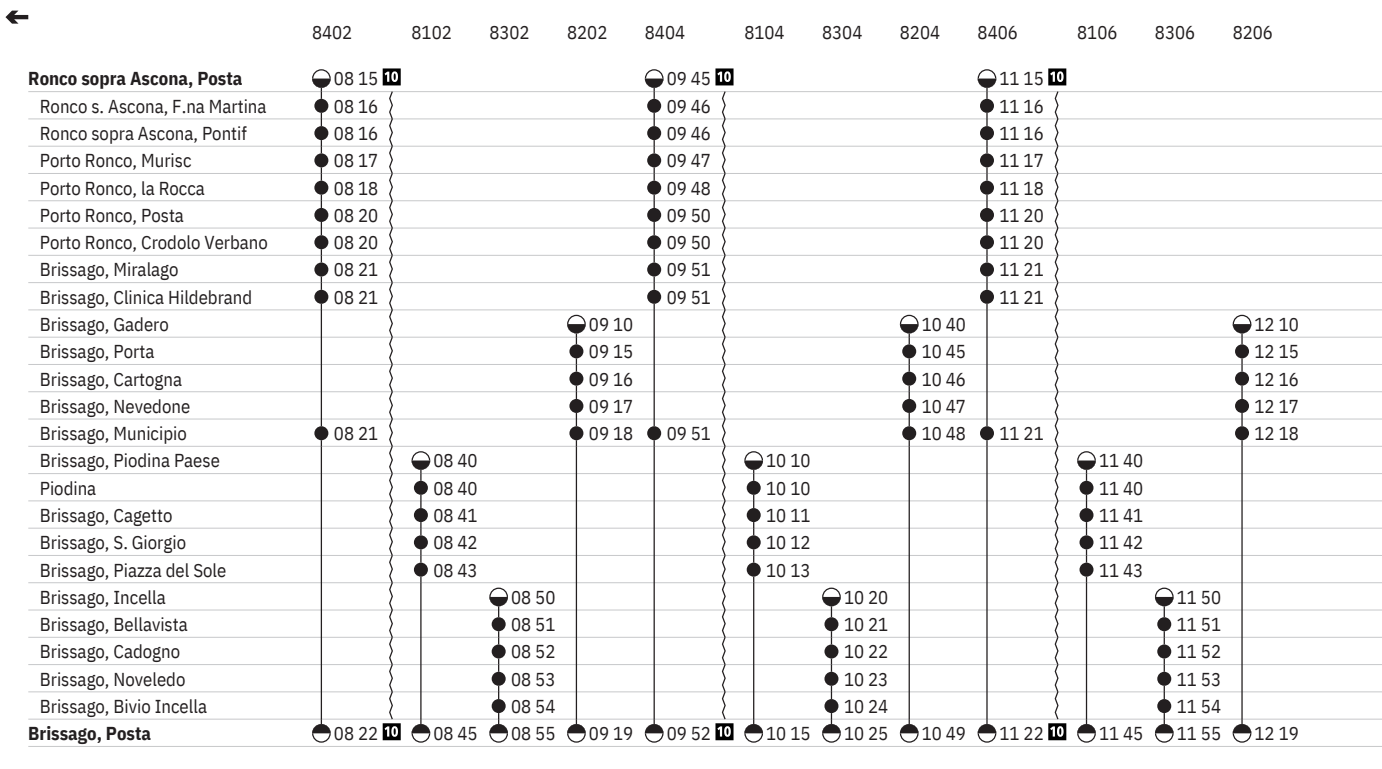 8402 8102 8302 8202 8404 8104 8304 8204 8406 8106 8306 8206
Ronco sopra Ascona, Posta 08 15 10 09 45 10 11 15 10
Ronco s. Ascona, F.na Martina 08 16 09 46 11 16
Ronco sopra Ascona, Pontif 08 16 09 46 11 16
Porto Ronco, Murisc 08 17 09 47 11 17
Porto Ronco, la Rocca 08 18 09 48 11 18
Porto Ronco, Posta 08 20 09 50 11 20
Porto Ronco, Crodolo Verbano 08 20 09 50 11 20
Brissago, Miralago 08 21 09 51 11 21
Brissago, Clinica Hildebrand 08 21 09 51 11 21
Brissago, Gadero 09 10 10 40 12 10
Brissago, Porta 09 15 10 45 12 15
Brissago, Cartogna 09 16 10 46 12 16
Brissago, Nevedone 09 17 10 47 12 17
Brissago, Municipio 08 21 09 18 09 51 10 48 11 21 12 18
Brissago, Piodina Paese 08 40 10 10 11 40
Piodina 08 40 10 10 11 40
Brissago, Cagetto 08 41 10 11 11 41
Brissago, S. Giorgio 08 42 10 12 11 42
Brissago, Piazza del Sole 08 43 10 13 11 43
Brissago, Incella 08 50 10 20 11 50
Brissago, Bellavista 08 51 10 21 11 51
Brissago, Cadogno 08 52 10 22 11 52
Brissago, Noveledo 08 53 10 23 11 53
Brissago, Bivio Incella 08 54 10 24 11 54
Brissago, Posta 08 22 10 08 45 08 55 09 19 09 52 10 10 15 10 25 10 49 11 22 10 11 45 11 55 12 19